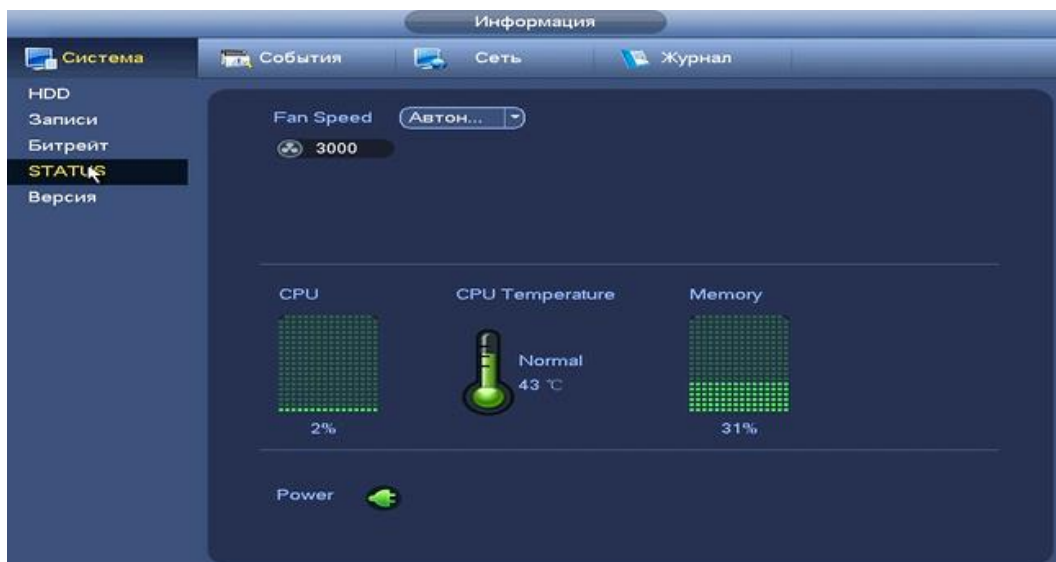 Информация
Система События Сеть Журнал
HDD
Записи
Битрейт
STATUS
Версия
Fan Speed Автон...
3000
CPU CPU Temperature Memory
Normal
43 °C
2% 31%
Power